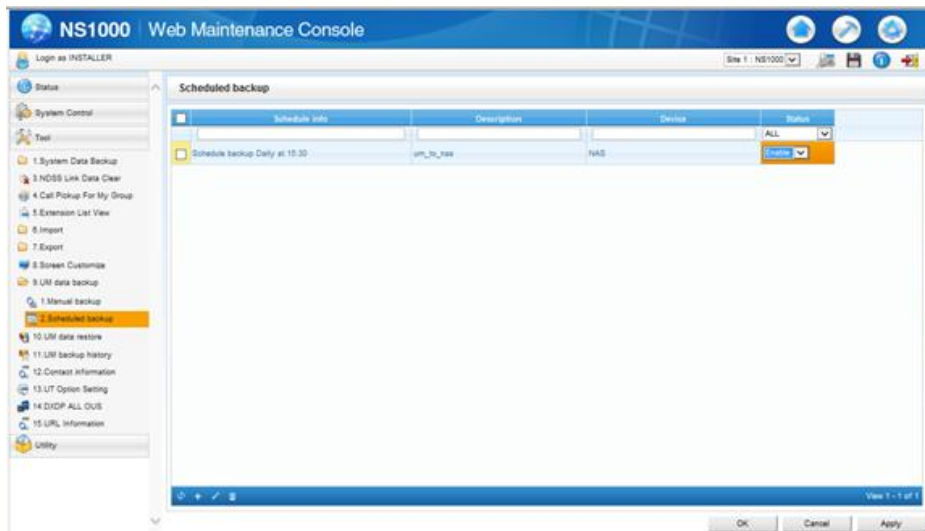 NS1000 Web Maintenance Console
Login as INSTALLER
Site 1 : NS1000
Status
System Control
Tool
1.System Data Backup
3.NDSS Link Data Clear
4.Call Pickup For My Group
5.Extension List View
6.Import
7.Export
8.Screen Customize
9.UM data backup
1.Manual backup
2.Scheduled backup
10.UM data restore
11.UM backup history
12.Contact information
13.UT Option Setting
14.DXDP ALL OUS
15.URL Information
Utility
Scheduled backup
Schedule info Description Device Status
ALL
Schedule backup Daily at 15:30 um_to_nas NAS Enable
View 1 - 1 of 1
OK Cancel Apply